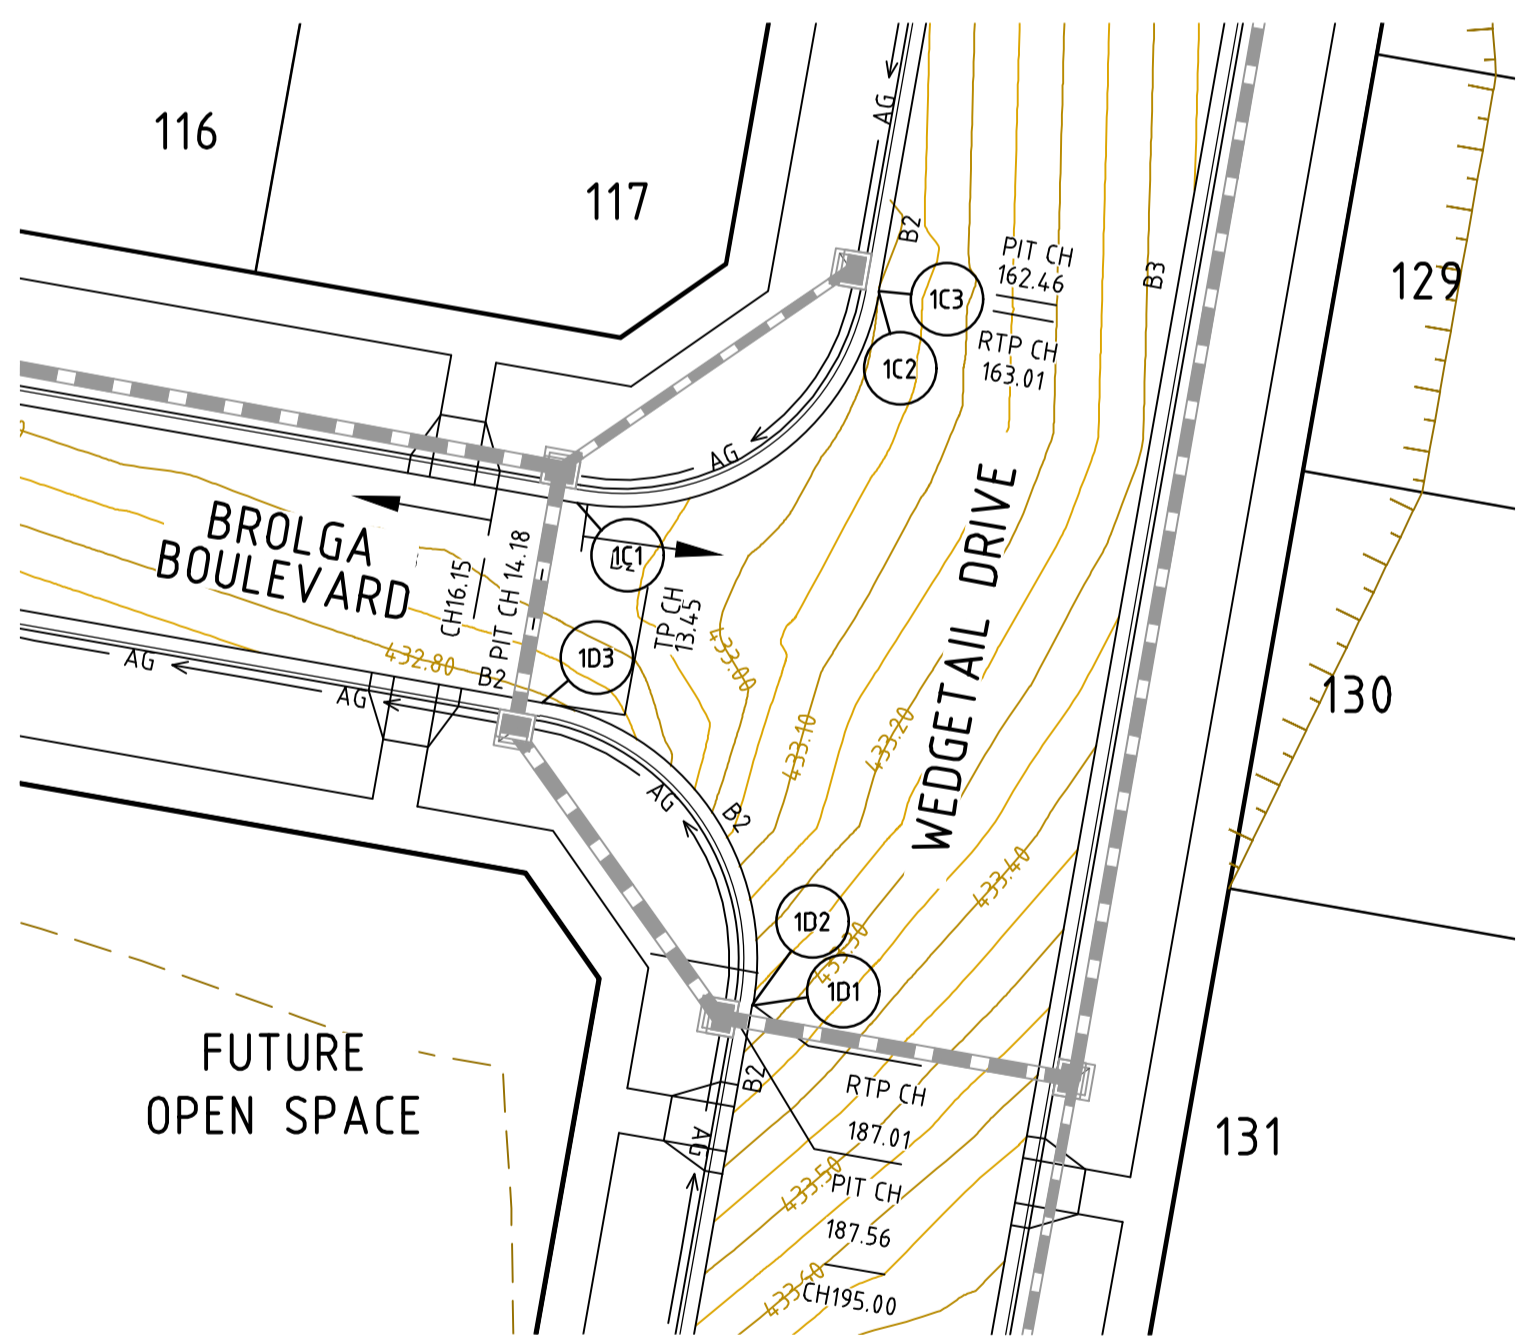 116
117
AG
B2
PIT CH
162.46
RTP CH
163.01
B3
129
1C3
1C2
AG
BROLGA
BOULEVARD
CH16.15
PIT CH 14.18
1C1
TP CH
13.45
1D3
B2
432.80
AG
AG
433.00
433.10
433.20
WEDGETAIL DRIVE
130
AG
B2
433.40
1D2
433.30
1D1
FUTURE
OPEN SPACE
B2
RTP CH
187.01
AG
131
433.50
PIT CH
187.56
433.60
CH195.00